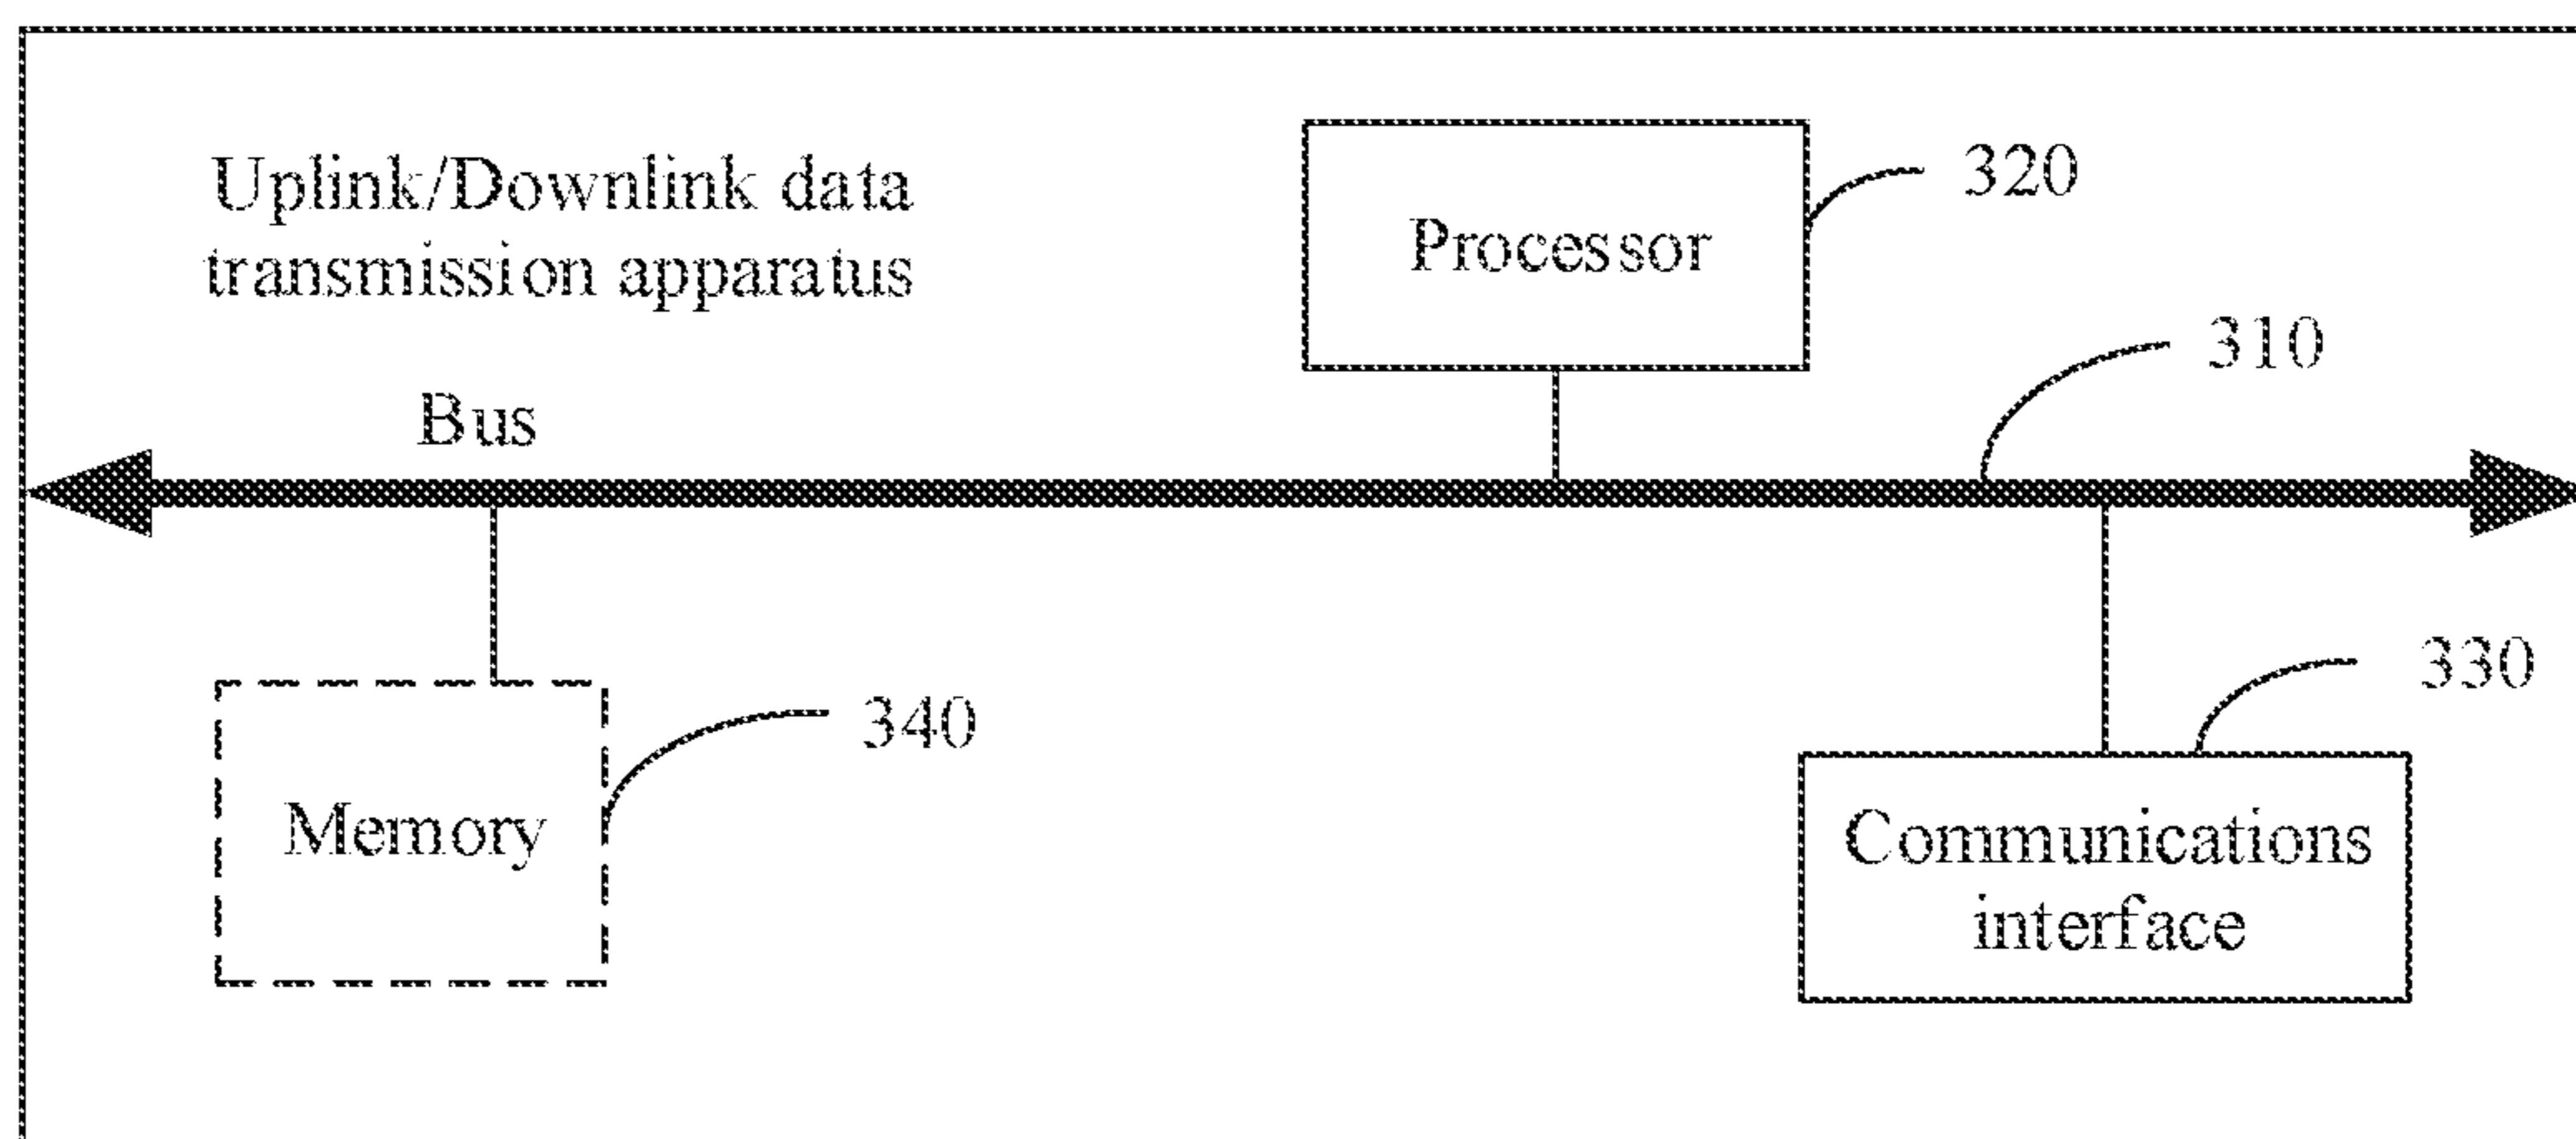 Uplink/Downlink data
transmission apparatus
Processor
320
310
Bus
330
340
Memory
Communications
interface